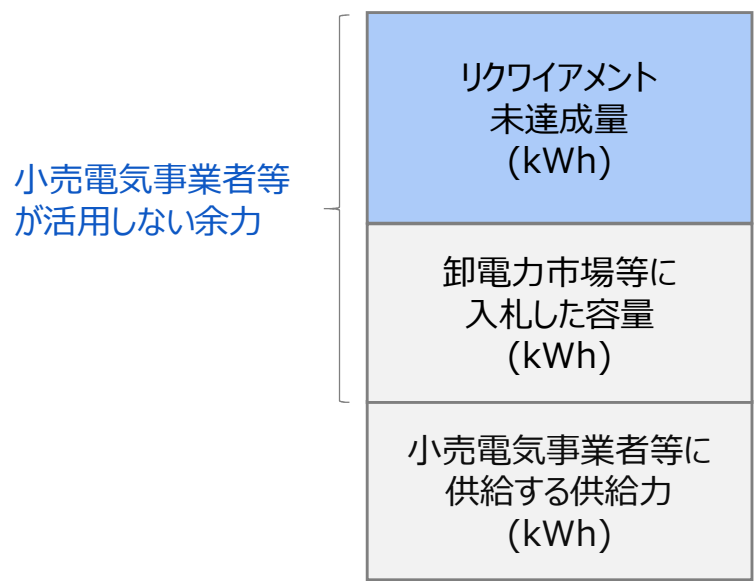 リクワイアメント
未達成量
(kWh)
小売電気事業者等
が活用しない余力
卸電力市場等に
入札した容量
(kWh)
小売電気事業者等に
供給する供給力
(kWh)